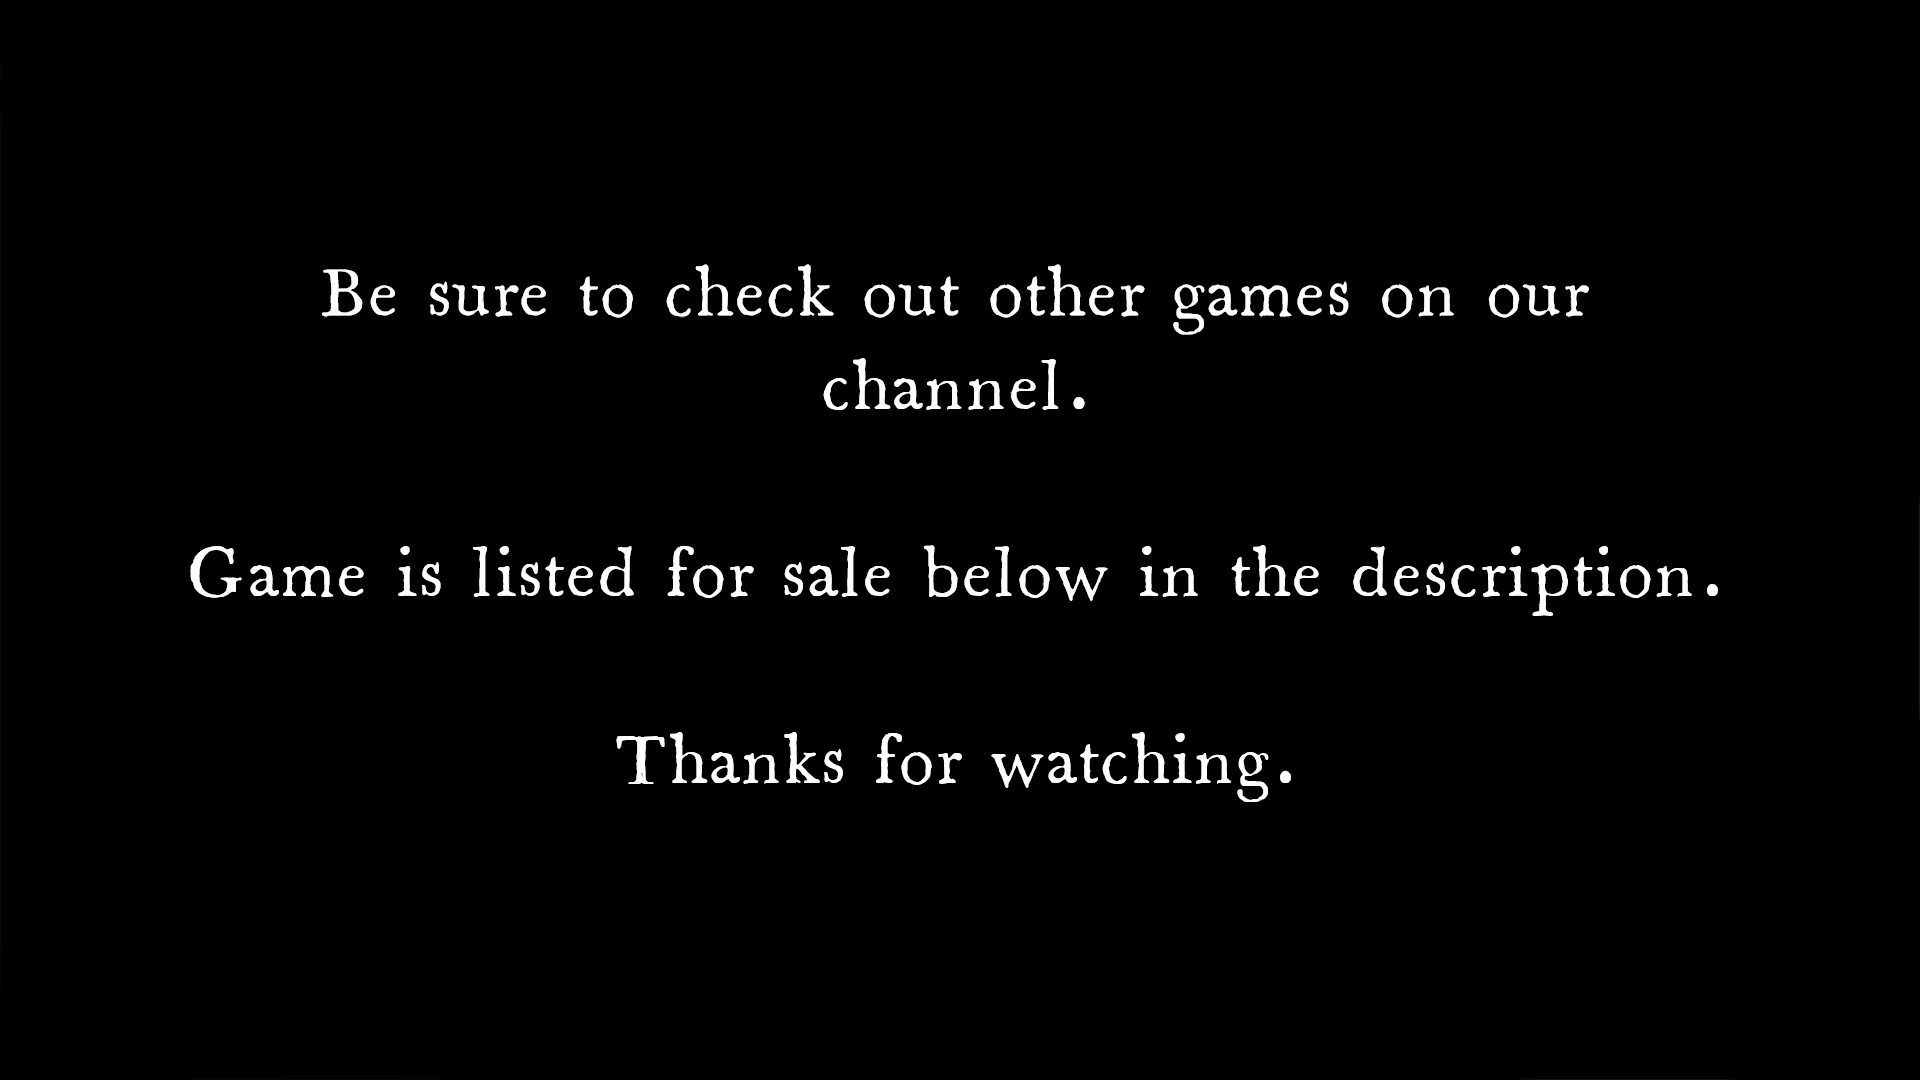 Be sure to check out other games on our
channel.
Game is listed for sale below in the description.
Thanks for watching.